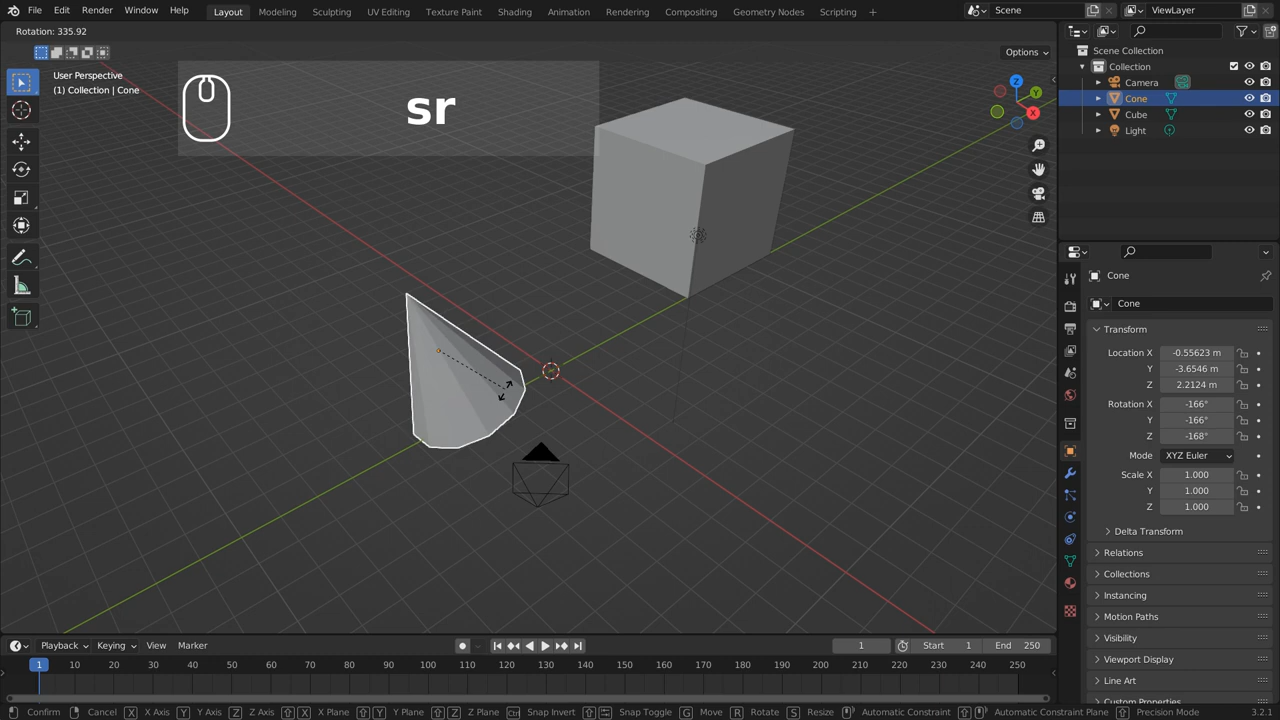 File Edit Render Window Help Layout Modeling Sculpting UV Editing Texture Paint Shading Animation Rendering Compositing Geometry Nodes Scripting + Scene ViewLayer
Rotation: 335.92
Options
User Perspective
(1) Collection | Cone
sr
Z
Y
X
Scene Collection
Collection
Camera
Cone
Cube
Light
Cone
Cone
Transform
Location X -0.55623 m
Y -3.6546 m
Z 2.2124 m
Rotation X -166°
Y -166°
Z -168°
Mode XYZ Euler
Scale X 1.000
Y 1.000
Z 1.000
Delta Transform
Relations
Collections
Instancing
Motion Paths
Visibility
Viewport Display
Line Art
Custom Properties
Playback Keying View Marker 1 Start 1 End 250
1 10 20 30 40 50 60 70 80 90 100 110 120 130 140 150 160 170 180 190 200 210 220 230 240 250
Confirm Cancel X X Axis Y Y Axis Z Z Axis X X Plane Y Y Plane Z Z Plane Ctrl Snap Invert Snap Toggle G Move R Rotate S Resize Automatic Constraint Automatic Constraint Plane Precision Mode 3.2.1